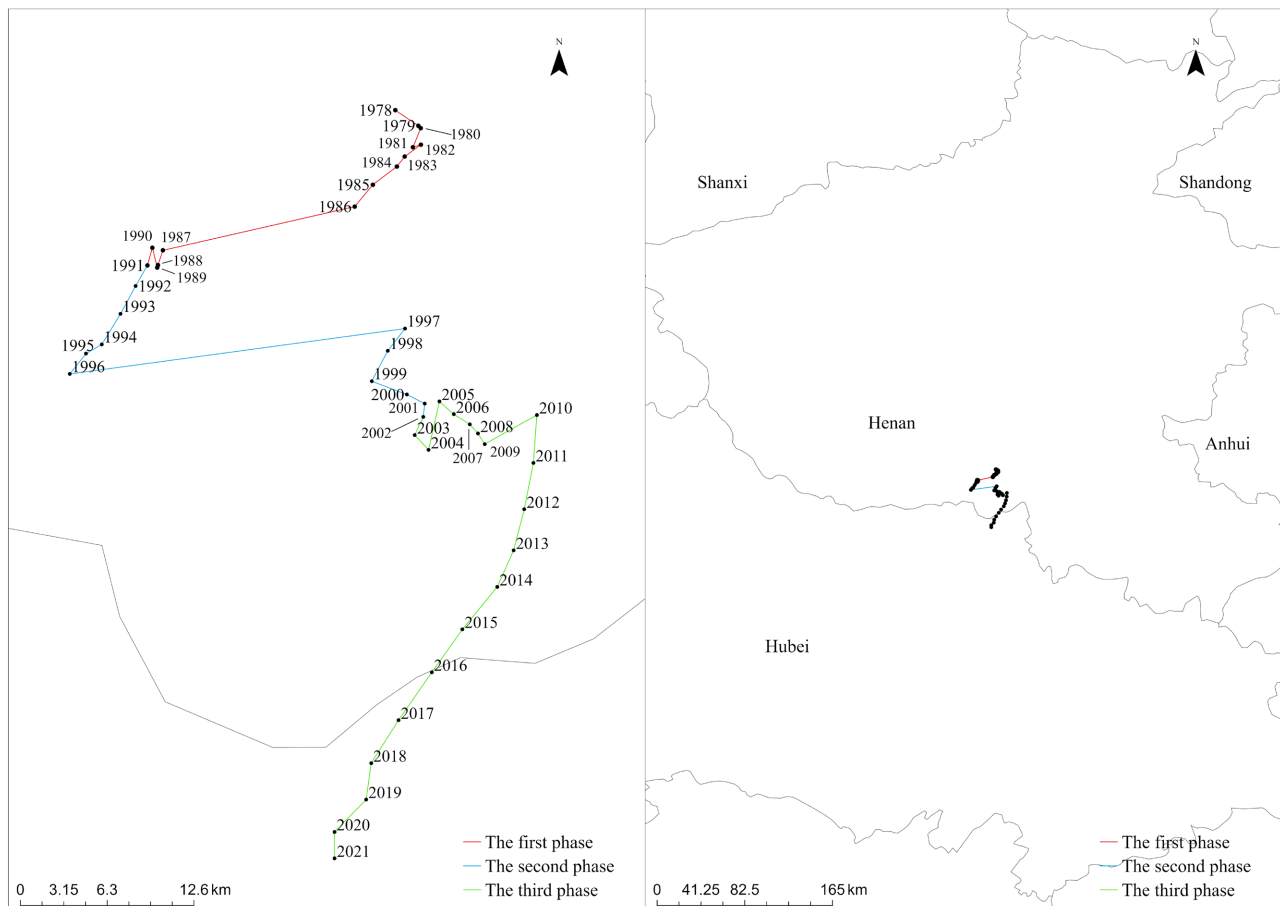 N
1978
1979
1980
1981
1982
1984
1983
1985
1986
1990
1987
1991
1988
1989
1992
1993
1994
1995
1996
1997
1998
1999
2000
2005
2001
2006
2010
2002
2003
2008
2004
2009
2007
2011
2012
2013
2014
2015
2016
2017
2018
2019
2020
2021
The first phase
The second phase
The third phase
0 3.15 6.3 12.6 km
N
Shanxi
Shandong
Henan
Anhui
Hubei
The first phase
The second phase
The third phase
0 41.25 82.5 165 km